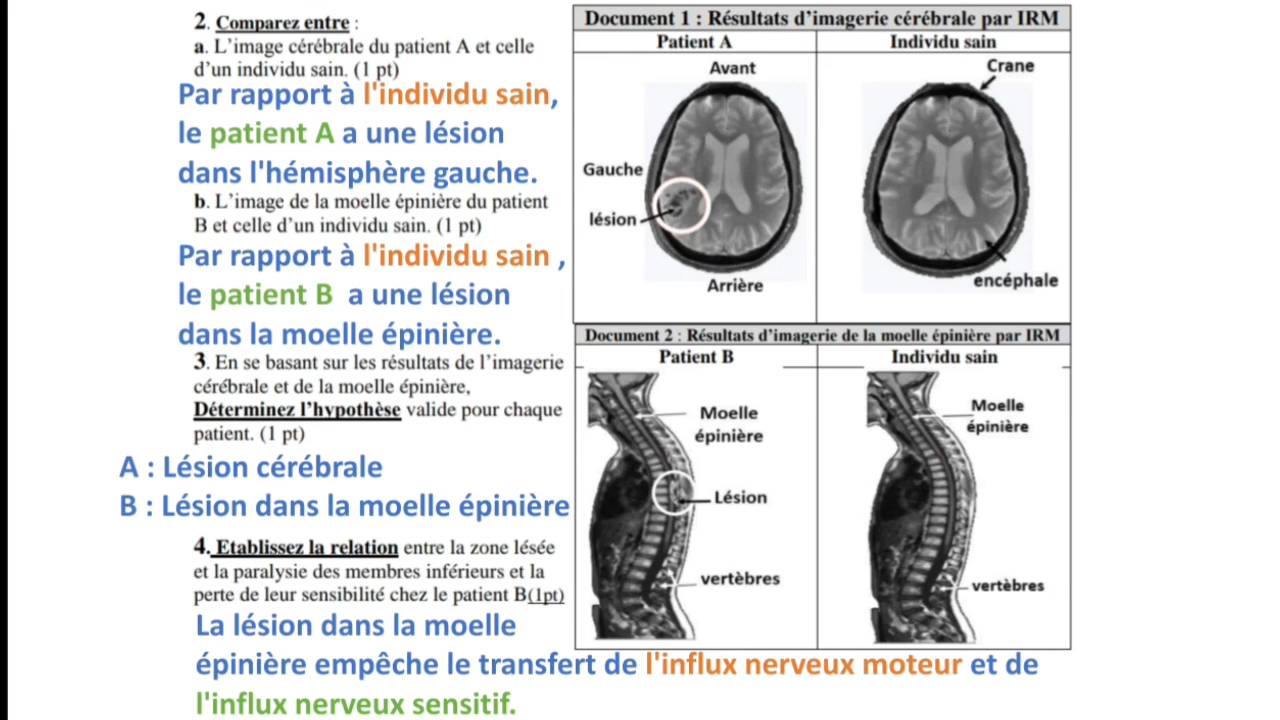 2. Comparez entre :
a. L'image cérébrale du patient A et celle
d'un individu sain. (1 pt)
Par rapport à l'individu sain,
le patient A a une lésion
dans l'hémisphère gauche.
b. L'image de la moelle épinière du patient
B et celle d'un individu sain. (1 pt)
Par rapport à l'individu sain ,
le patient B a une lésion
dans la moelle épinière.
3. En se basant sur les résultats de l'imagerie
cérébrale et de la moelle épinière,
Déterminez l'hypothèse valide pour chaque
patient. (1 pt)
A : Lésion cérébrale
B : Lésion dans la moelle épinière
4. Etablissez la relation entre la zone lésée
et la paralysie des membres inférieurs et la
perte de leur sensibilité chez le patient B(1pt)
La lésion dans la moelle
épinière empêche le transfert de l'influx nerveux moteur et de
l'influx nerveux sensitif.
Document 1 : Résultats d'imagerie cérébrale par IRM
Patient A
Individu sain
Avant
Crane
Gauche
lésion
Arrière
encéphale
Document 2 : Résultats d'imagerie de la moelle épinière par IRM
Patient B
Individu sain
Moelle
épinière
Moelle
épinière
Lésion
vertèbres
vertèbres